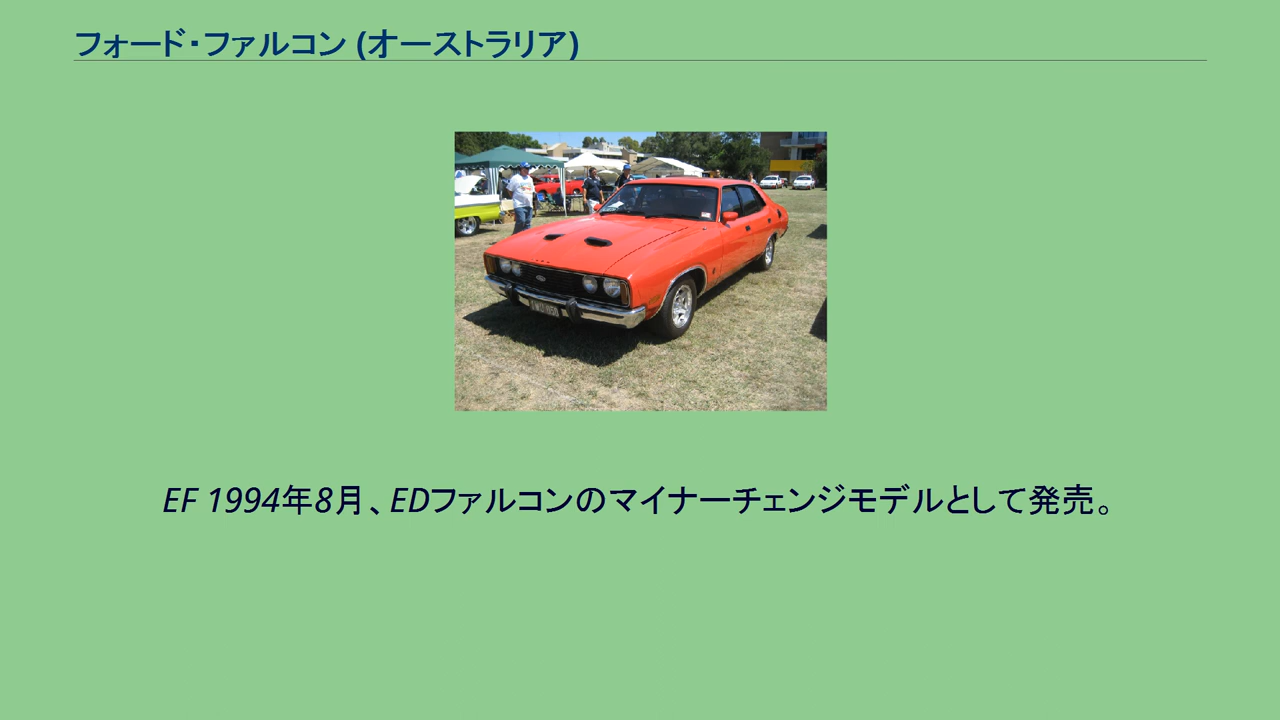 フォード・ファルコン (オーストラリア)
EF 1994年8月、EDファルコンのマイナーチェンジモデルとして発売。